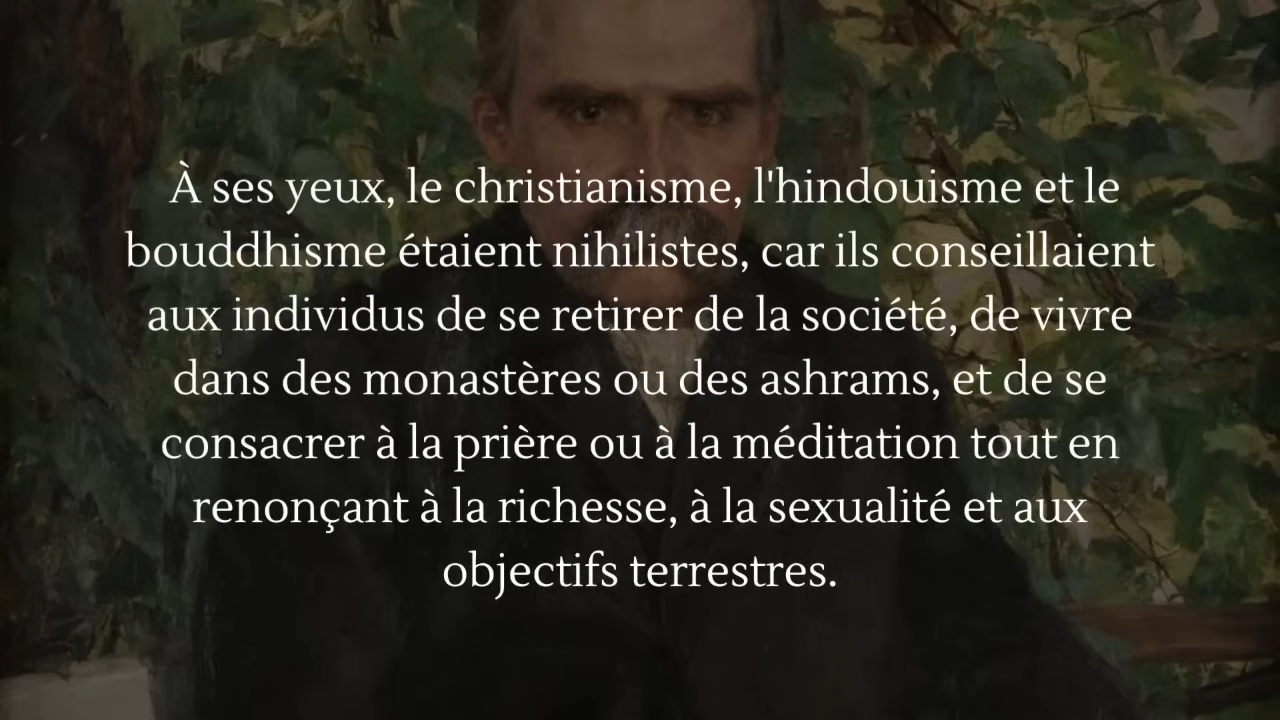 À ses yeux, le christianisme, l'hindouisme et le
bouddhisme étaient nihilistes, car ils conseillaient
aux individus de se retirer de la société, de vivre
dans des monastères ou des ashrams, et de se
consacrer à la prière ou à la méditation tout en
renonçant à la richesse, à la sexualité et aux
objectifs terrestres.